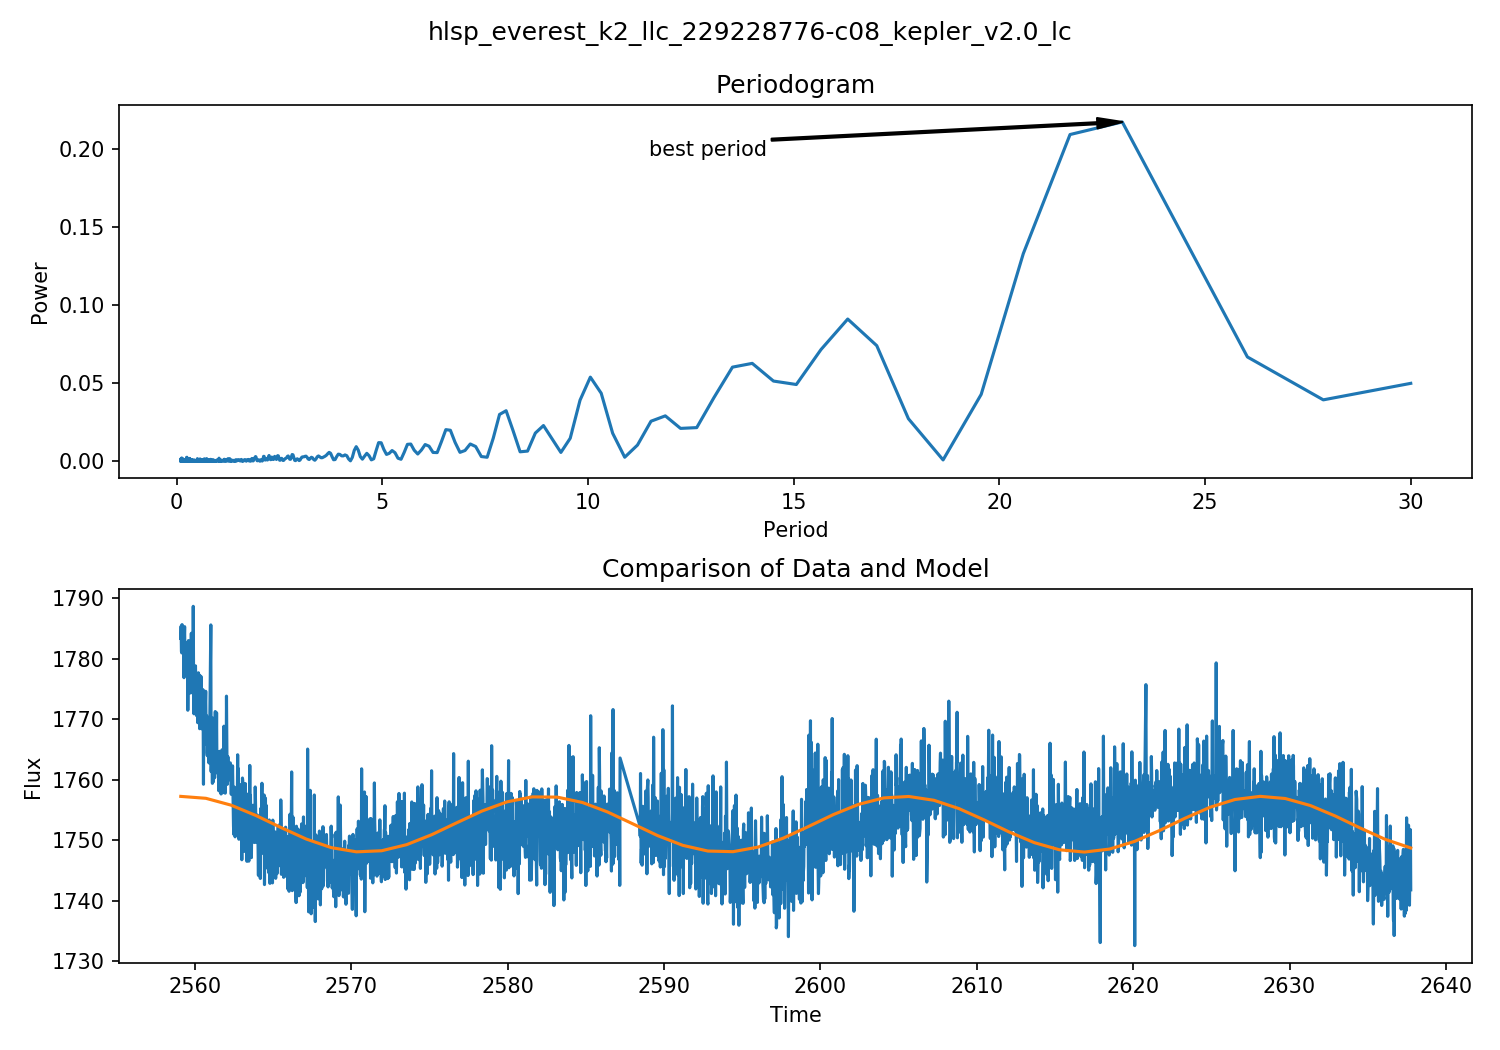 hlsp_everest_k2_llc_229228776-c08_kepler_v2.0_lc
Periodogram
best period
Power
0.20
0.15
0.10
0.05
0.00
0 5 10 15 20 25 30
Period
Comparison of Data and Model
Flux
1790
1780
1770
1760
1750
1740
1730
2560 2570 2580 2590 2600 2610 2620 2630 2640
Time